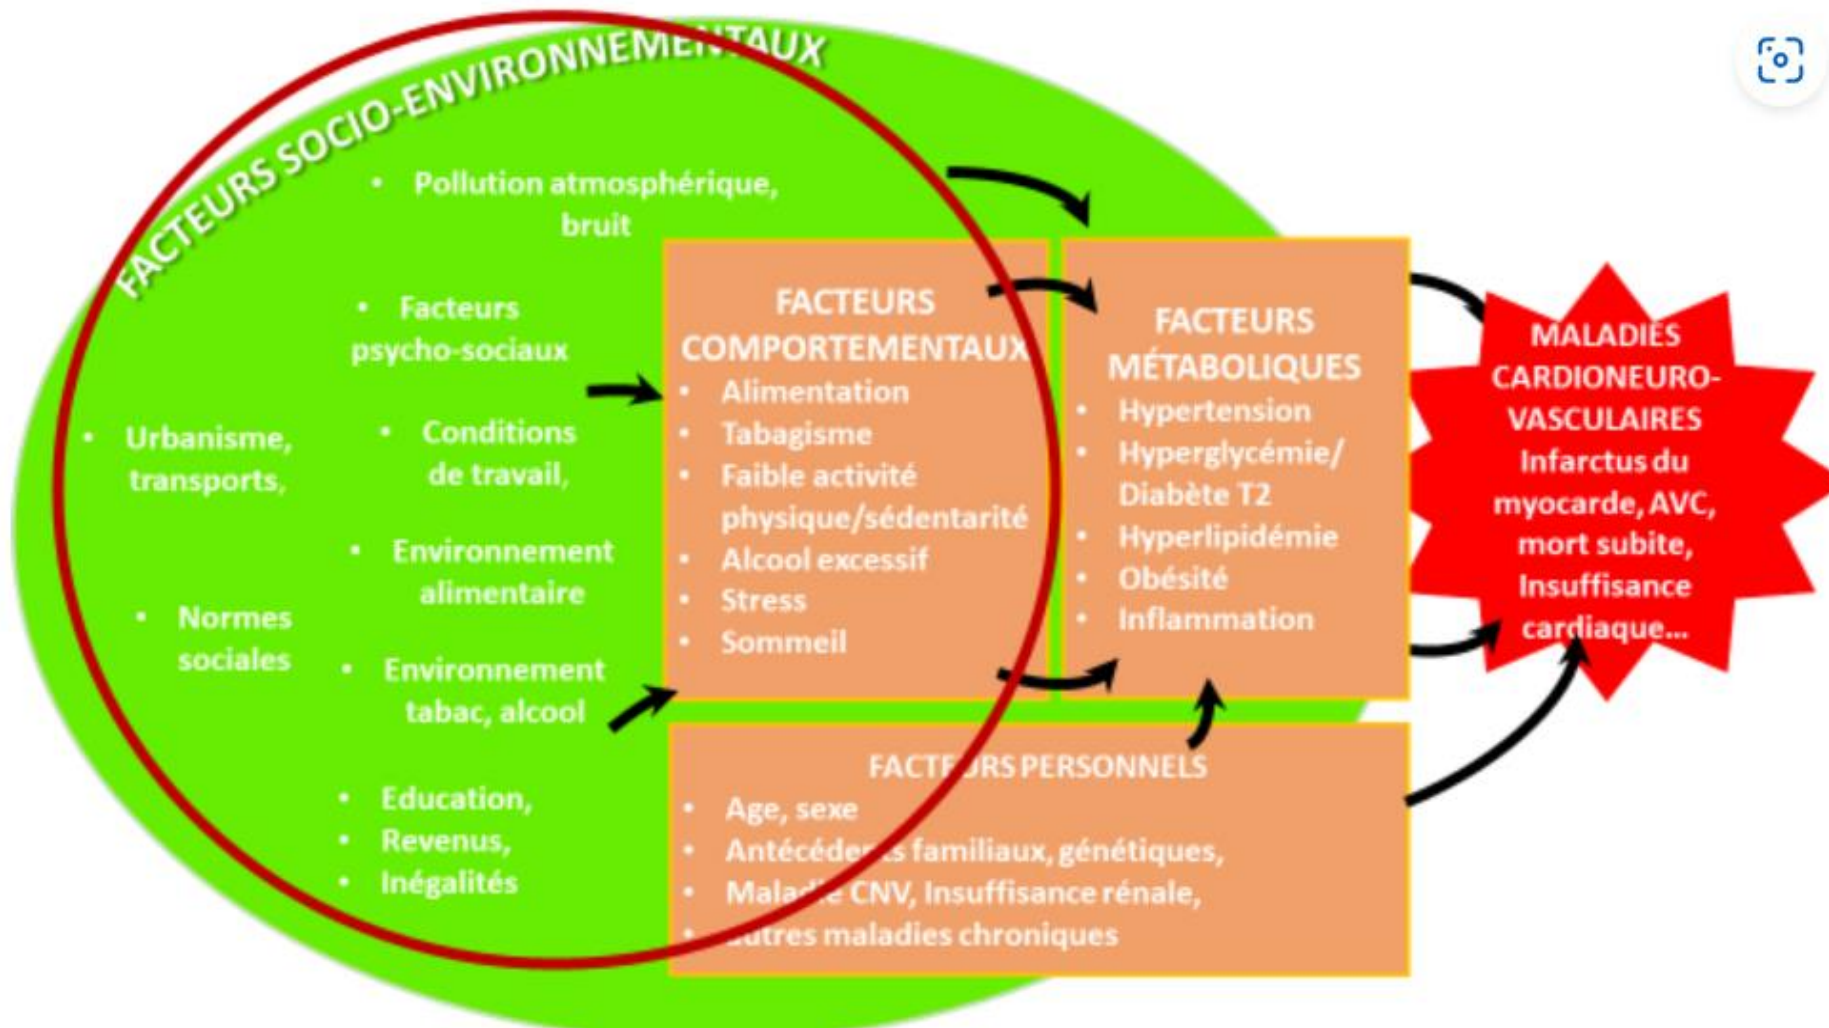 FACTEURS SOCIO-ENVIRONNEMENTAUX
• Pollution atmosphérique,
bruit
• Facteurs
psycho-sociaux
• Urbanisme,
transports,
• Conditions
de travail,
• Environnement
alimentaire
• Normes
sociales
• Environnement
tabac, alcool
• Education,
• Revenus,
• Inégalités
FACTEURS
COMPORTEMENTAUX
• Alimentation
• Tabagisme
• Faible activité
physique/sédentarité
• Alcool excessif
• Stress
• Sommeil
FACTEURS
MÉTABOLIQUES
• Hypertension
• Hyperglycémie/
Diabète T2
• Hyperlipidémie
• Obésité
• Inflammation
FACTEURS PERSONNELS
• Age, sexe
• Antécédents familiaux, génétiques,
• Maladie CNV, Insuffisance rénale,
• autres maladies chroniques
MALADIES
CARDIONEURO-
VASCULAIRES
Infarctus du
myocarde, AVC,
mort subite,
Insuffisance
cardiaque...